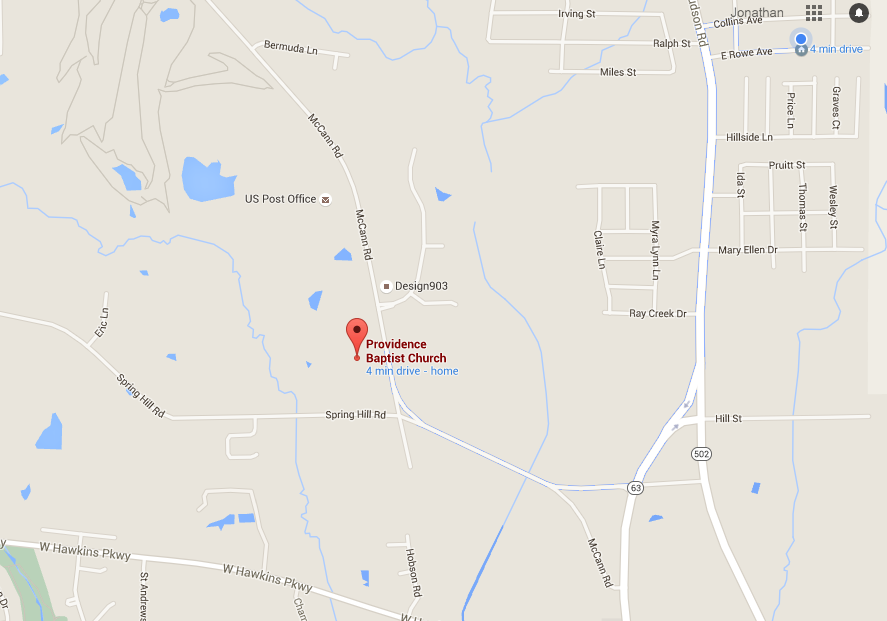 Irving St
Jonathan
Collins Ave
udson Rd
Bermuda Ln
Ralph St
E Rowe Ave
4 min drive
Miles St
Price Ln
Graves Ct
McCann Rd
Hillside Ln
Pruitt St
US Post Office
Ida St
Thomas St
Wesley St
McCann Rd
Claire Ln
Myra Lynn Ln
Mary Ellen Dr
Design903
Eric Ln
Ray Creek Dr
Providence
Baptist Church
4 min drive - home
Spring Hill Rd
Spring Hill Rd
Hill St
502
63
W Hawkins Pkwy
Hobson Rd
McCann Rd
W Hawkins Pkwy
St Andrews
n Dr
Cham
W H
y